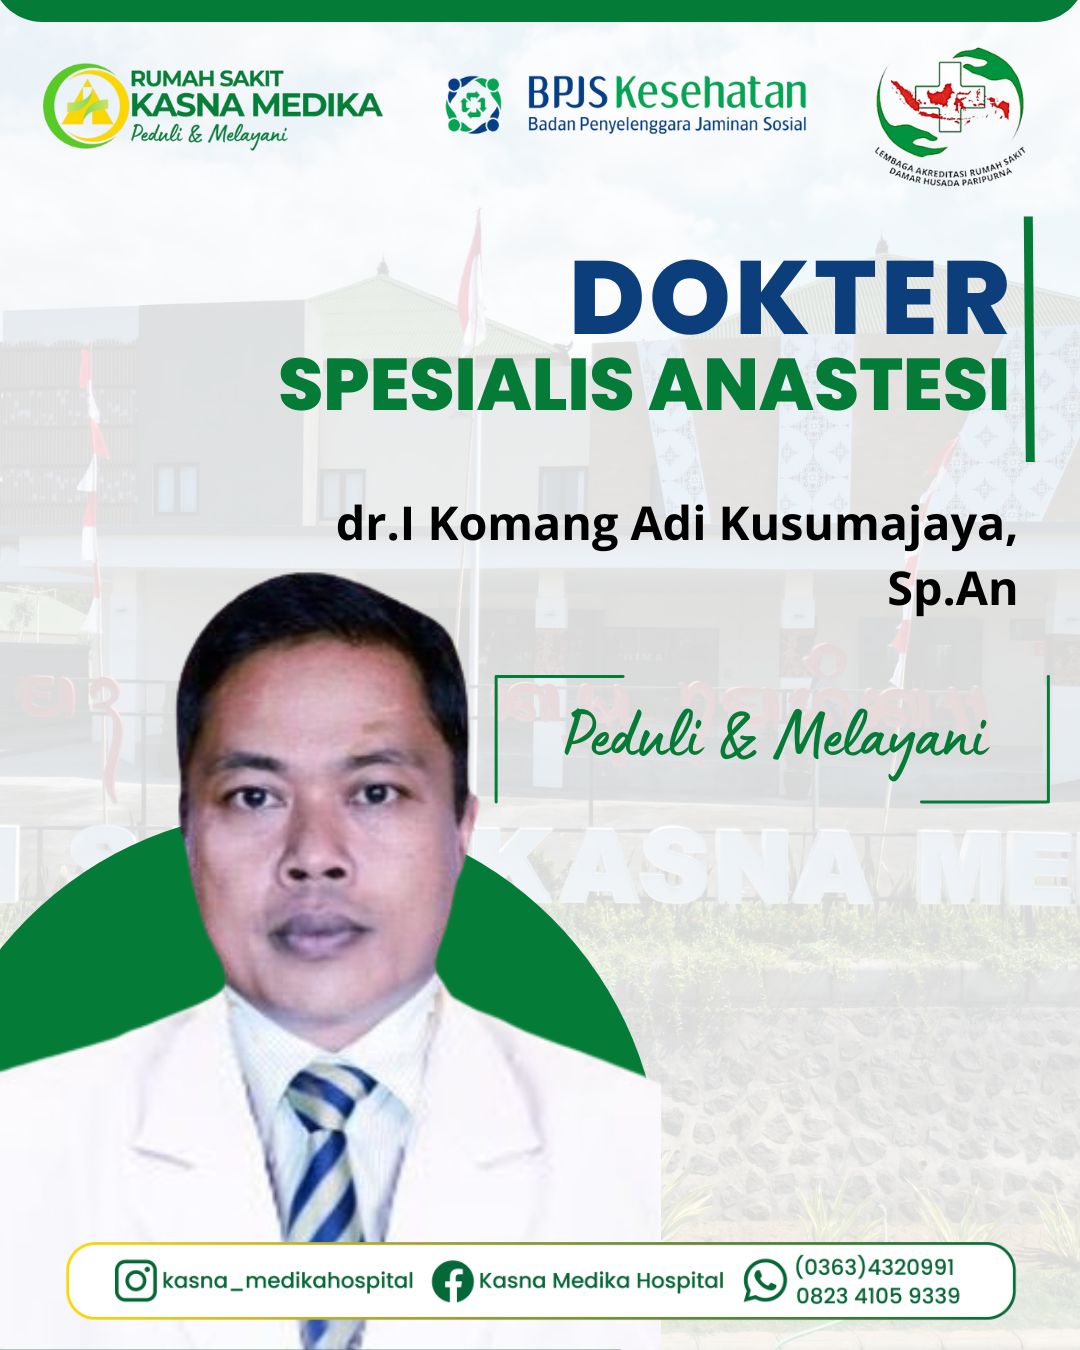 RUMAH SAKIT
KASNA MEDIKA
Peduli & Melayani
BPJS Kesehatan
Badan Penyelenggara Jaminan Sosial
LEMBAGA AKREDITASI RUMAH SAKIT
DAMAR HUSADA PARIPURNA
DOKTER
SPESIALIS ANASTESI
dr.I Komang Adi Kusumajaya,
Sp.An
Peduli & Melayani
KASNA ME
kasna_medikahospital
Kasna Medika Hospital
(0363)4320991
0823 4105 9339